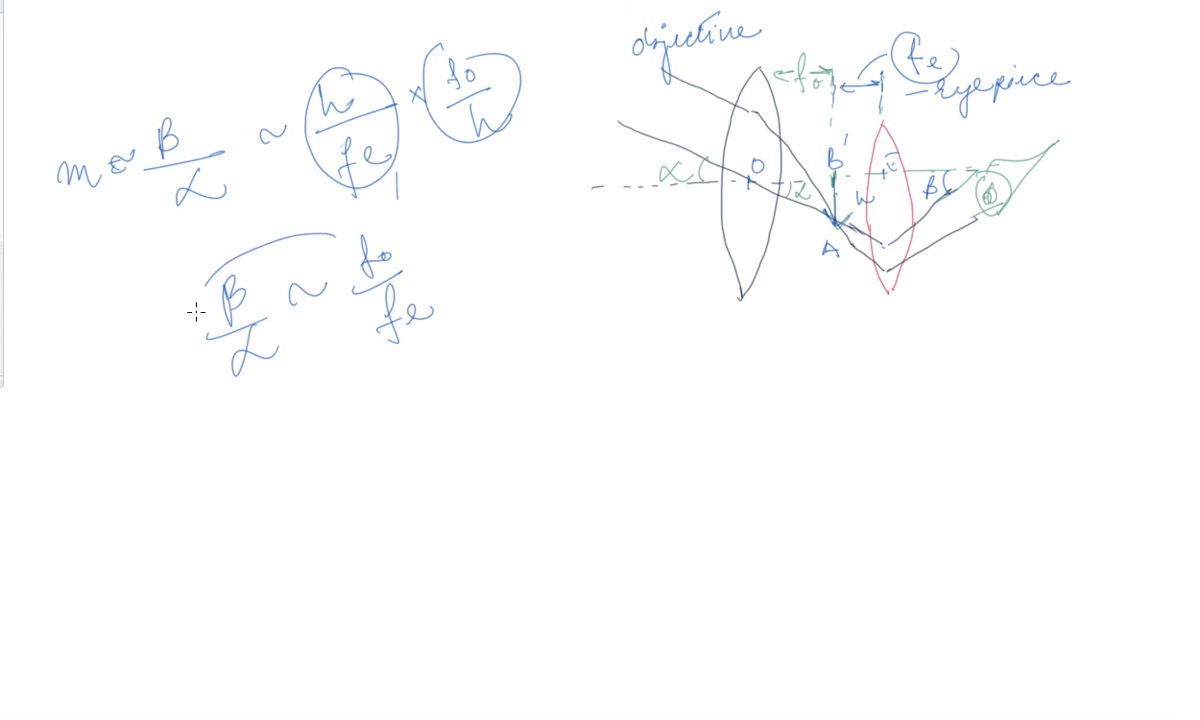 m ≈ β/α ~ h/fe × fo/h
β/α ~ fo/fe
objective
fo
fe
eyepiece
α
O
α
B'
h
A
E
β